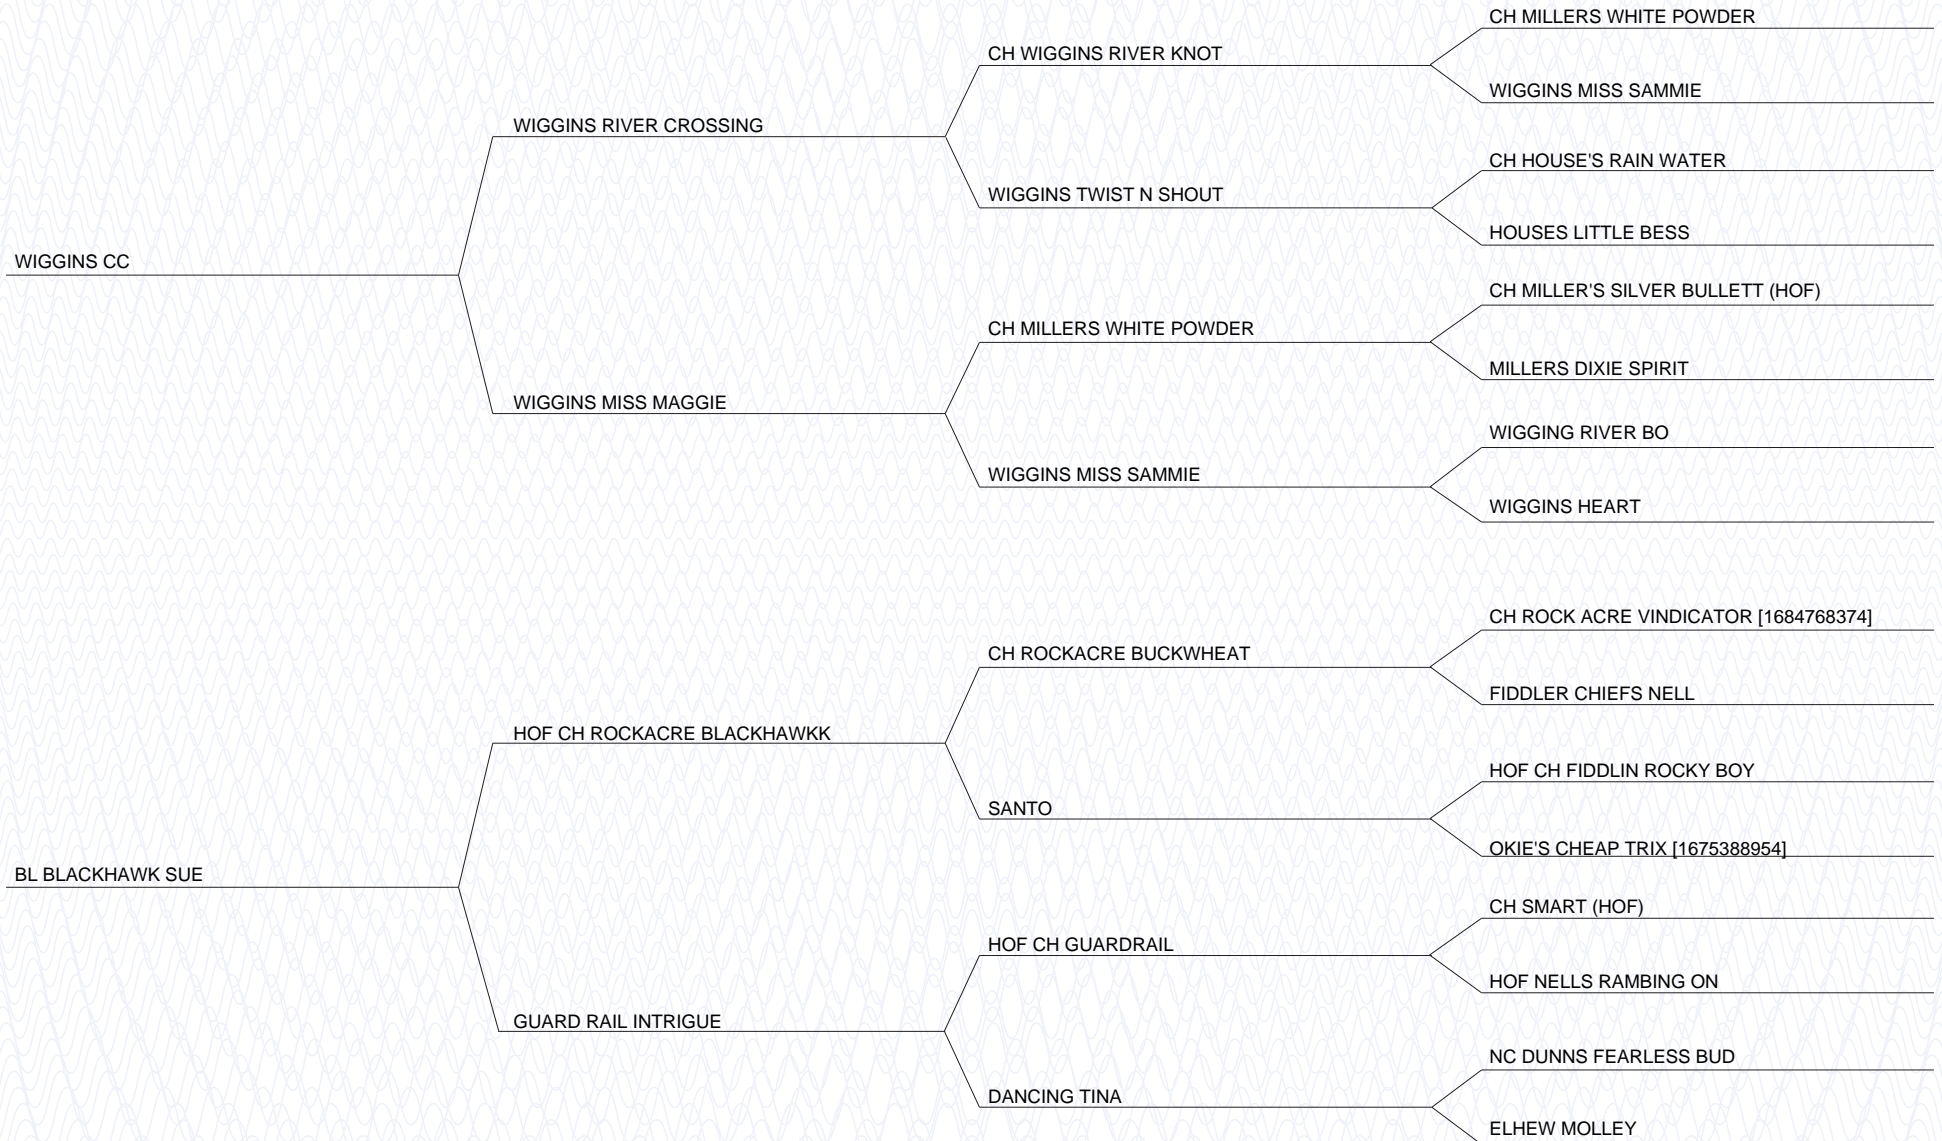 CH MILLERS WHITE POWDER
CH WIGGINS RIVER KNOT
WIGGINS MISS SAMMIE
WIGGINS RIVER CROSSING
CH HOUSE'S RAIN WATER
WIGGINS TWIST N SHOUT
HOUSES LITTLE BESS
WIGGINS CC
CH MILLER'S SILVER BULLETT (HOF)
CH MILLERS WHITE POWDER
MILLERS DIXIE SPIRIT
WIGGINS MISS MAGGIE
WIGGING RIVER BO
WIGGINS MISS SAMMIE
WIGGINS HEART
CH ROCK ACRE VINDICATOR [1684768374]
CH ROCKACRE BUCKWHEAT
FIDDLER CHIEFS NELL
HOF CH ROCKACRE BLACKHAWKK
HOF CH FIDDLIN ROCKY BOY
SANTO
OKIE'S CHEAP TRIX [1675388954]
BL BLACKHAWK SUE
CH SMART (HOF)
HOF CH GUARDRAIL
HOF NELLS RAMBING ON
GUARD RAIL INTRIGUE
NC DUNNS FEARLESS BUD
DANCING TINA
ELHEW MOLLEY